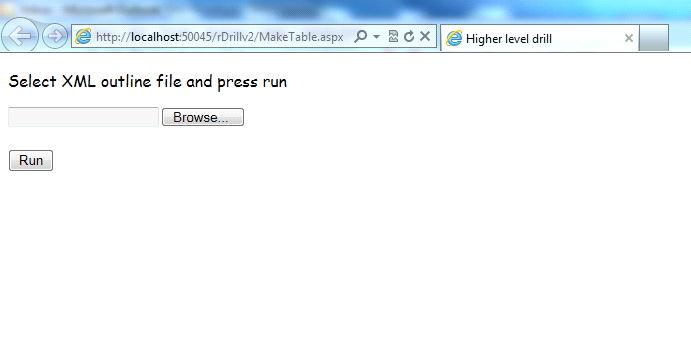 http://localhost:50045/rDrillv2/MakeTable.aspx
Higher level drill
Select XML outline file and press run
Browse...
Run